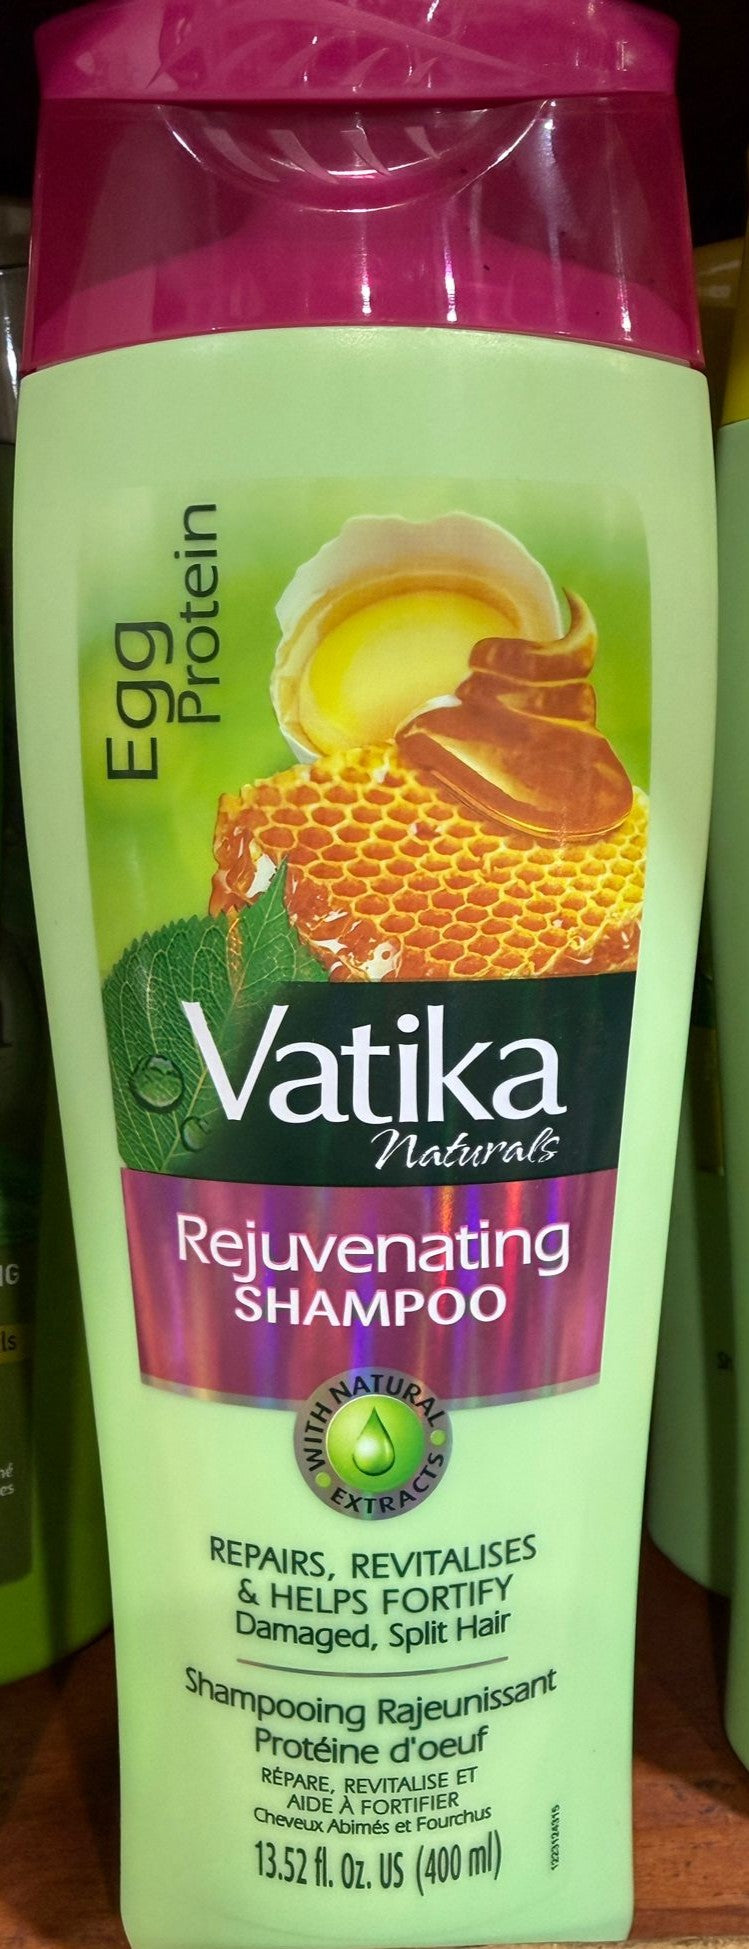 Egg
Protein
Vatika
Naturals
Rejuvenating
SHAMPOO
WITH NATURAL
EXTRACTS
REPAIRS, REVITALISES
& HELPS FORTIFY
Damaged, Split Hair
Shampooing Rajeunissant
Protéine d'oeuf
RÉPARE, REVITALISE ET
AIDE À FORTIFIER
Cheveux Abimés et Fourchus
13.52 fl. Oz. US (400 ml)